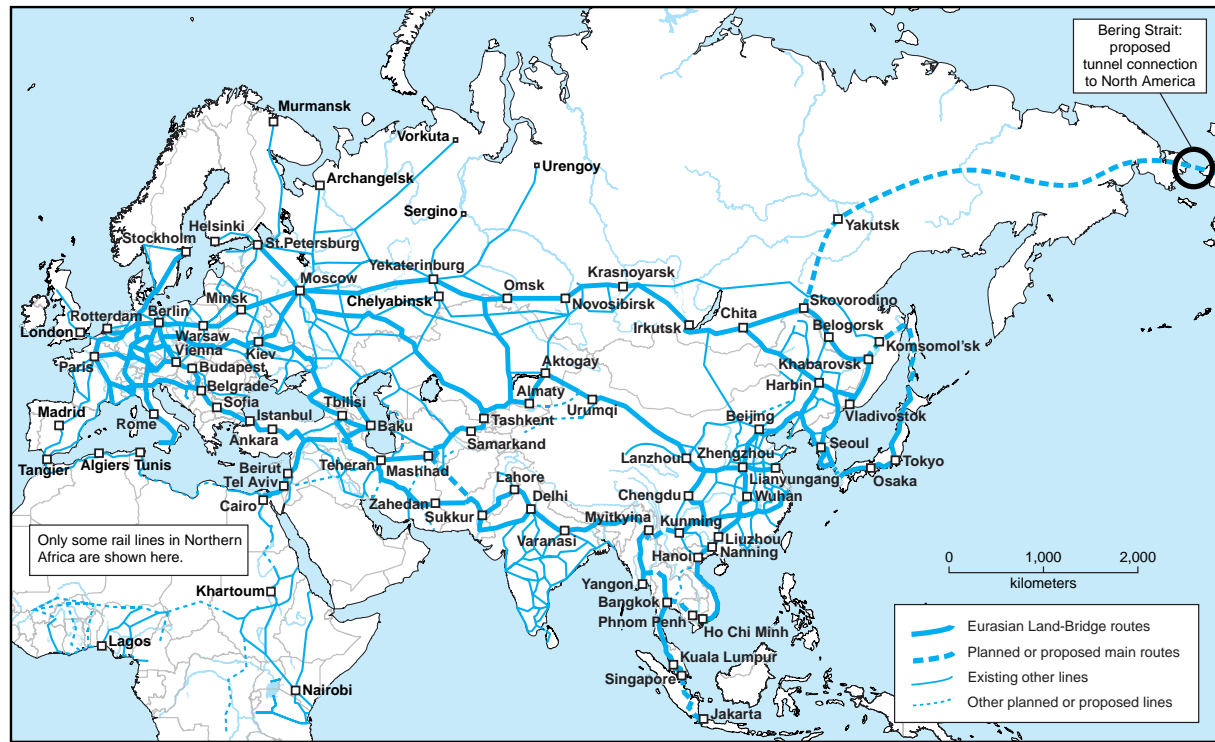 Bering Strait:
proposed
tunnel connection
to North America
Murmansk
Vorkuta
Urengoy
Archangelsk
Sergino
Yakutsk
Helsinki
Stockholm
St.Petersburg
Yekaterinburg
Krasnoyarsk
Moscow
Omsk
Skovorodino
Chelyabinsk
Novosibirsk
Minsk
Rotterdam
Berlin
Chita
Belogorsk
London
Irkutsk
Warsaw
Komsomol'sk
Vienna
Kiev
Aktogay
Khabarovsk
Paris
Budapest
Harbin
Belgrade
Almaty
Urumqi
Tbilisi
Madrid
Sofia
Istanbul
Beijing
Vladivostok
Rome
Baku
Tashkent
Ankara
Samarkand
Seoul
Tangier
Algiers
Tunis
Beirut
Teheran
Mashhad
Lanzhou
Zhengzhou
Tokyo
Tel Aviv
Lahore
Lianyungang
Osaka
Cairo
Zahedan
Delhi
Chengdu
Wuhan
Sukkur
Myitkyina
Kunming
Only some rail lines in Northern
Africa are shown here.
Varanasi
Liuzhou
Hanoi
Nanning
0
1,000
2,000
kilometers
Khartoum
Yangon
Bangkok
Phnom Penh
Ho Chi Minh
Lagos
Kuala Lumpur
Singapore
Nairobi
Jakarta
Eurasian Land-Bridge routes
Planned or proposed main routes
Existing other lines
Other planned or proposed lines